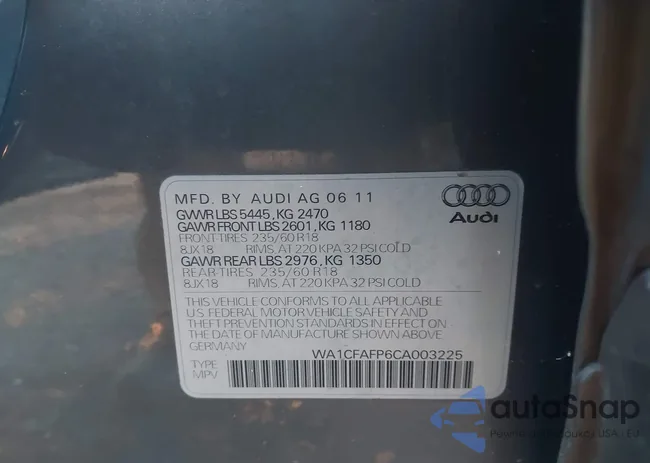 MFD. BY AUDI AG 06 11
GVWR LBS 5445, KG 2470
GAWR FRONT LBS 2601, KG 1180
FRONT-TIRES 235/60 R18
8JX18 RIMS, AT 220 KPA 32 PSI COLD
GAWR REAR LBS 2976, KG 1350
REAR-TIRES 235/60 R18
8JX18 RIMS, AT 220 KPA 32 PSI COLD
Audi
THIS VEHICLE CONFORMS TO ALL APPLICABLE
U.S. FEDERAL MOTOR VEHICLE SAFETY AND
THEFT PREVENTION STANDARDS IN EFFECT ON
THE DATE OF MANUFACTURE SHOWN ABOVE.
WA1CFAFP6CA003225
TYPE
MPV
autoSnap
USA